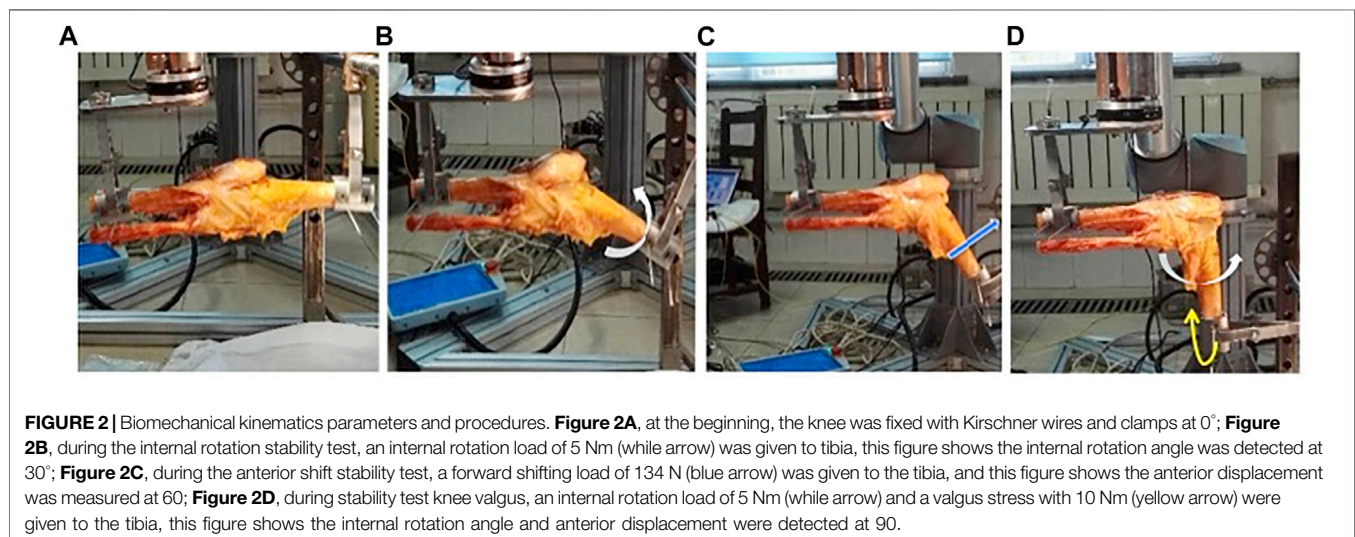 A B C D
FIGURE 2 | Biomechanical kinematics parameters and procedures. Figure 2A, at the beginning, the knee was fixed with Kirschner wires and clamps at 0°; Figure
2B, during the internal rotation stability test, an internal rotation load of 5 Nm (while arrow) was given to tibia, this figure shows the internal rotation angle was detected at
30°; Figure 2C, during the anterior shift stability test, a forward shifting load of 134 N (blue arrow) was given to the tibia, and this figure shows the anterior displacement
was measured at 60; Figure 2D, during stability test knee valgus, an internal rotation load of 5 Nm (while arrow) and a valgus stress with 10 Nm (yellow arrow) were
given to the tibia, this figure shows the internal rotation angle and anterior displacement were detected at 90.